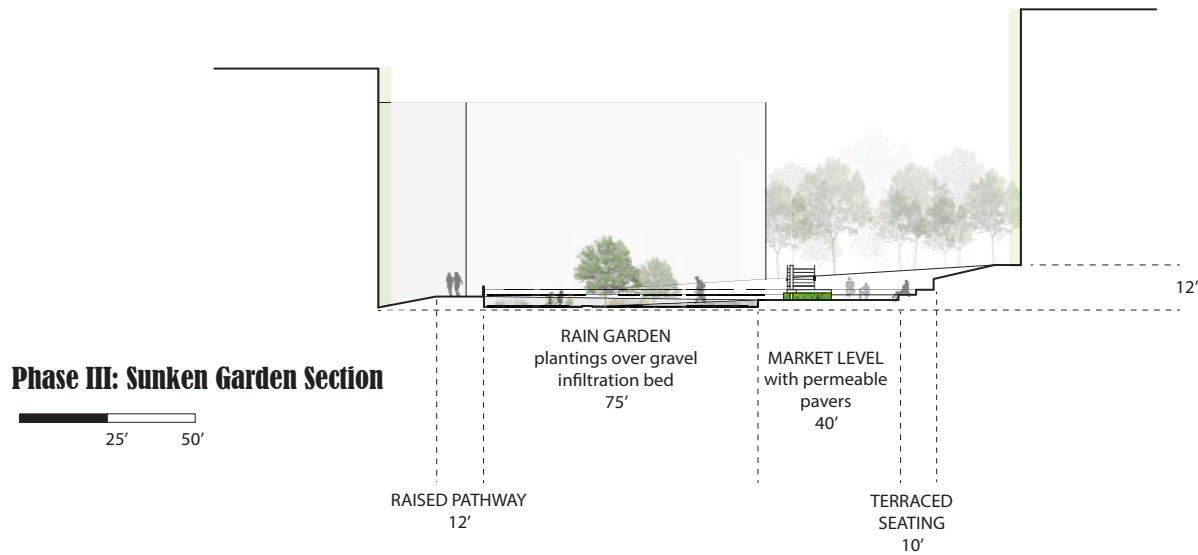 12’
RAIN GARDEN
plantings over gravel
infiltration bed
75’
MARKET LEVEL
with permeable
pavers
40’
Phase III: Sunken Garden Section
25’ 50’
RAISED PATHWAY
12’
TERRACED
SEATING
10’